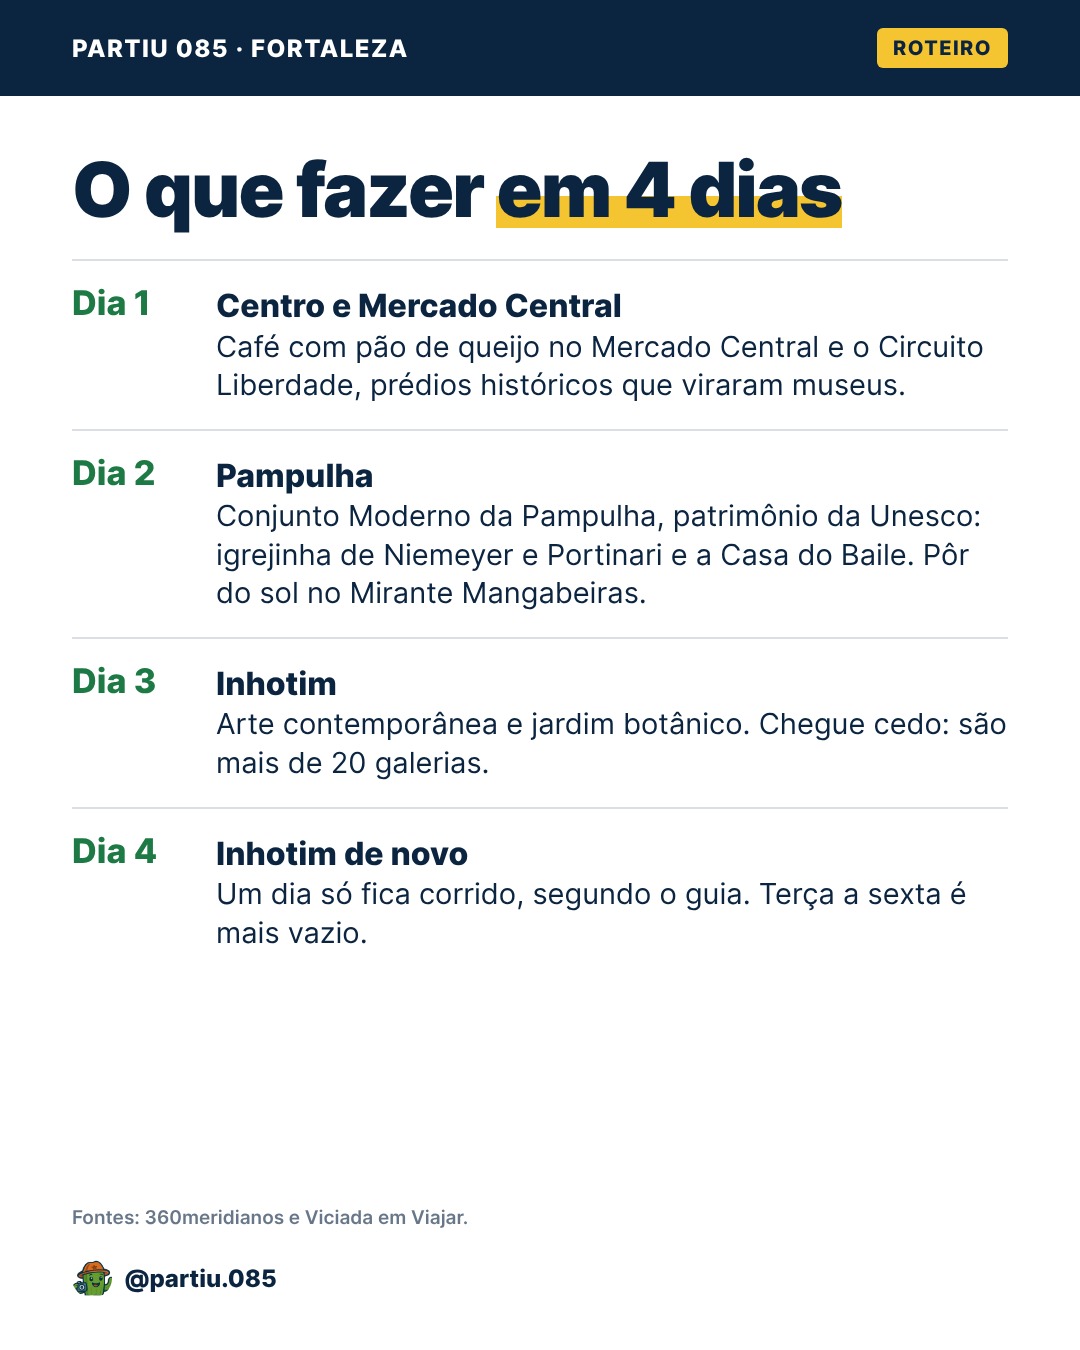 PARTIU 085 · FORTALEZA
ROTEIRO
O que fazer em 4 dias
Dia 1
Centro e Mercado Central
Café com pão de queijo no Mercado Central e o Circuito
Liberdade, prédios históricos que viraram museus.
Dia 2
Pampulha
Conjunto Moderno da Pampulha, patrimônio da Unesco:
igrejinha de Niemeyer e Portinari e a Casa do Baile. Pôr
do sol no Mirante Mangabeiras.
Dia 3
Inhotim
Arte contemporânea e jardim botânico. Chegue cedo: são
mais de 20 galerias.
Dia 4
Inhotim de novo
Um dia só fica corrido, segundo o guia. Terça a sexta é
mais vazio.
Fontes: 360meridianos e Viciada em Viajar.
@partiu.085